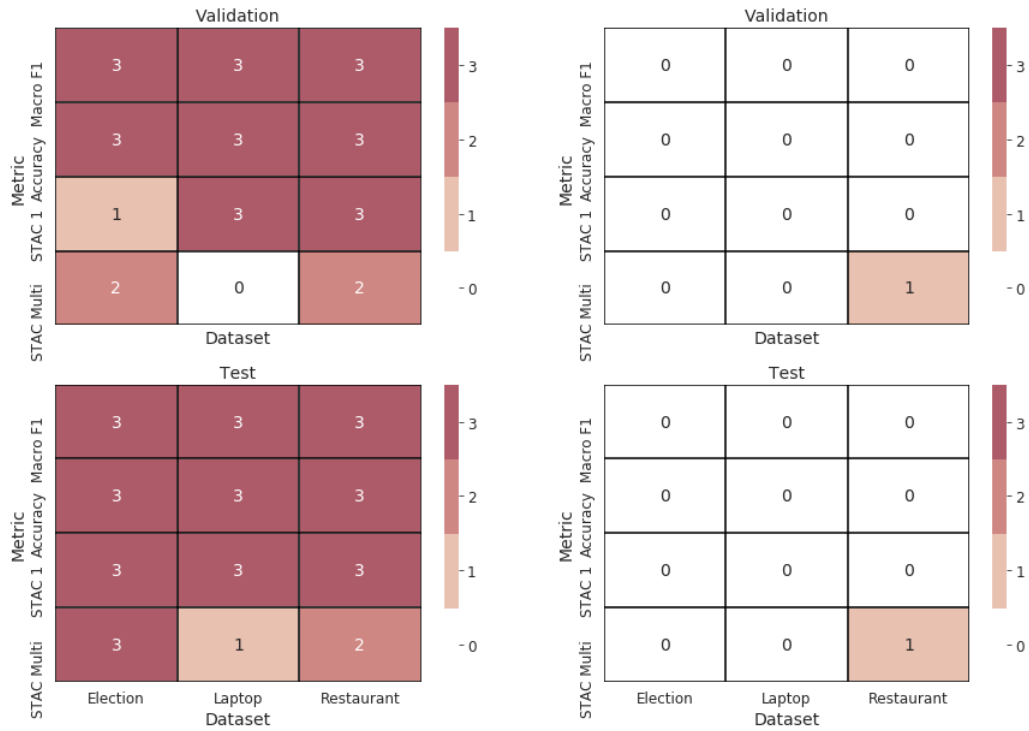 Validation
Metric
Macro F1
Accuracy
STAC 1
STAC Multi
3 3 3
3 3 3
1 3 3
2 0 2
Dataset
3
2
1
0
Validation
Metric
Macro F1
Accuracy
STAC 1
STAC Multi
0 0 0
0 0 0
0 0 0
0 0 1
Dataset
3
2
1
0
Test
Metric
Macro F1
Accuracy
STAC 1
STAC Multi
3 3 3
3 3 3
3 3 3
3 1 2
Election Laptop Restaurant
Dataset
3
2
1
0
Test
Metric
Macro F1
Accuracy
STAC 1
STAC Multi
0 0 0
0 0 0
0 0 0
0 0 1
Election Laptop Restaurant
Dataset
3
2
1
0